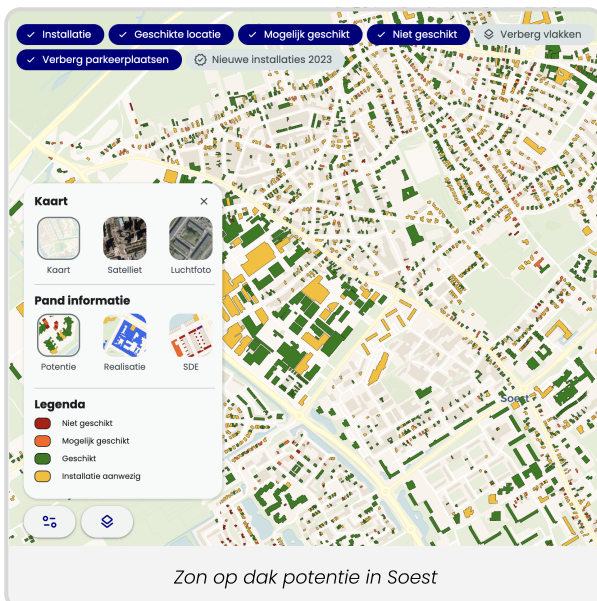 Installatie Geschikte locatie Mogelijk geschikt Niet geschikt Verberg vlakken
Verberg parkeerplaatsen Nieuwe installaties 2023
Kaart
Kaart Satelliet Luchtfoto
Pand informatie
Potentie Realisatie SDE
Legenda
Niet geschikt
Mogelijk geschikt
Geschikt
Installatie aanwezig
Soest
Zon op dak potentie in Soest